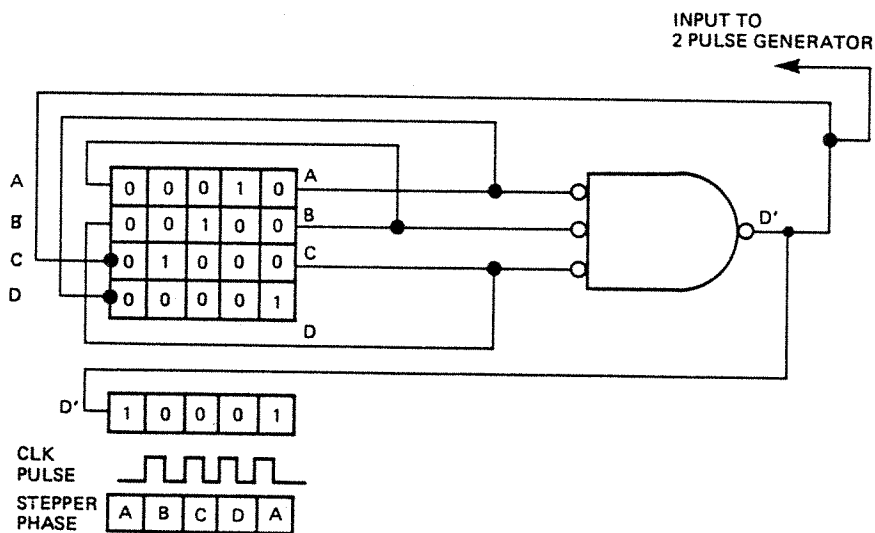 INPUT TO
2 PULSE GENERATOR
A 0 0 0 1 0 A
B 0 0 1 0 0 B
C 0 1 0 0 0 C
D 0 0 0 0 1
D
D'
D' 1 0 0 0 1
CLK
PULSE
STEPPER
PHASE
A B C D A